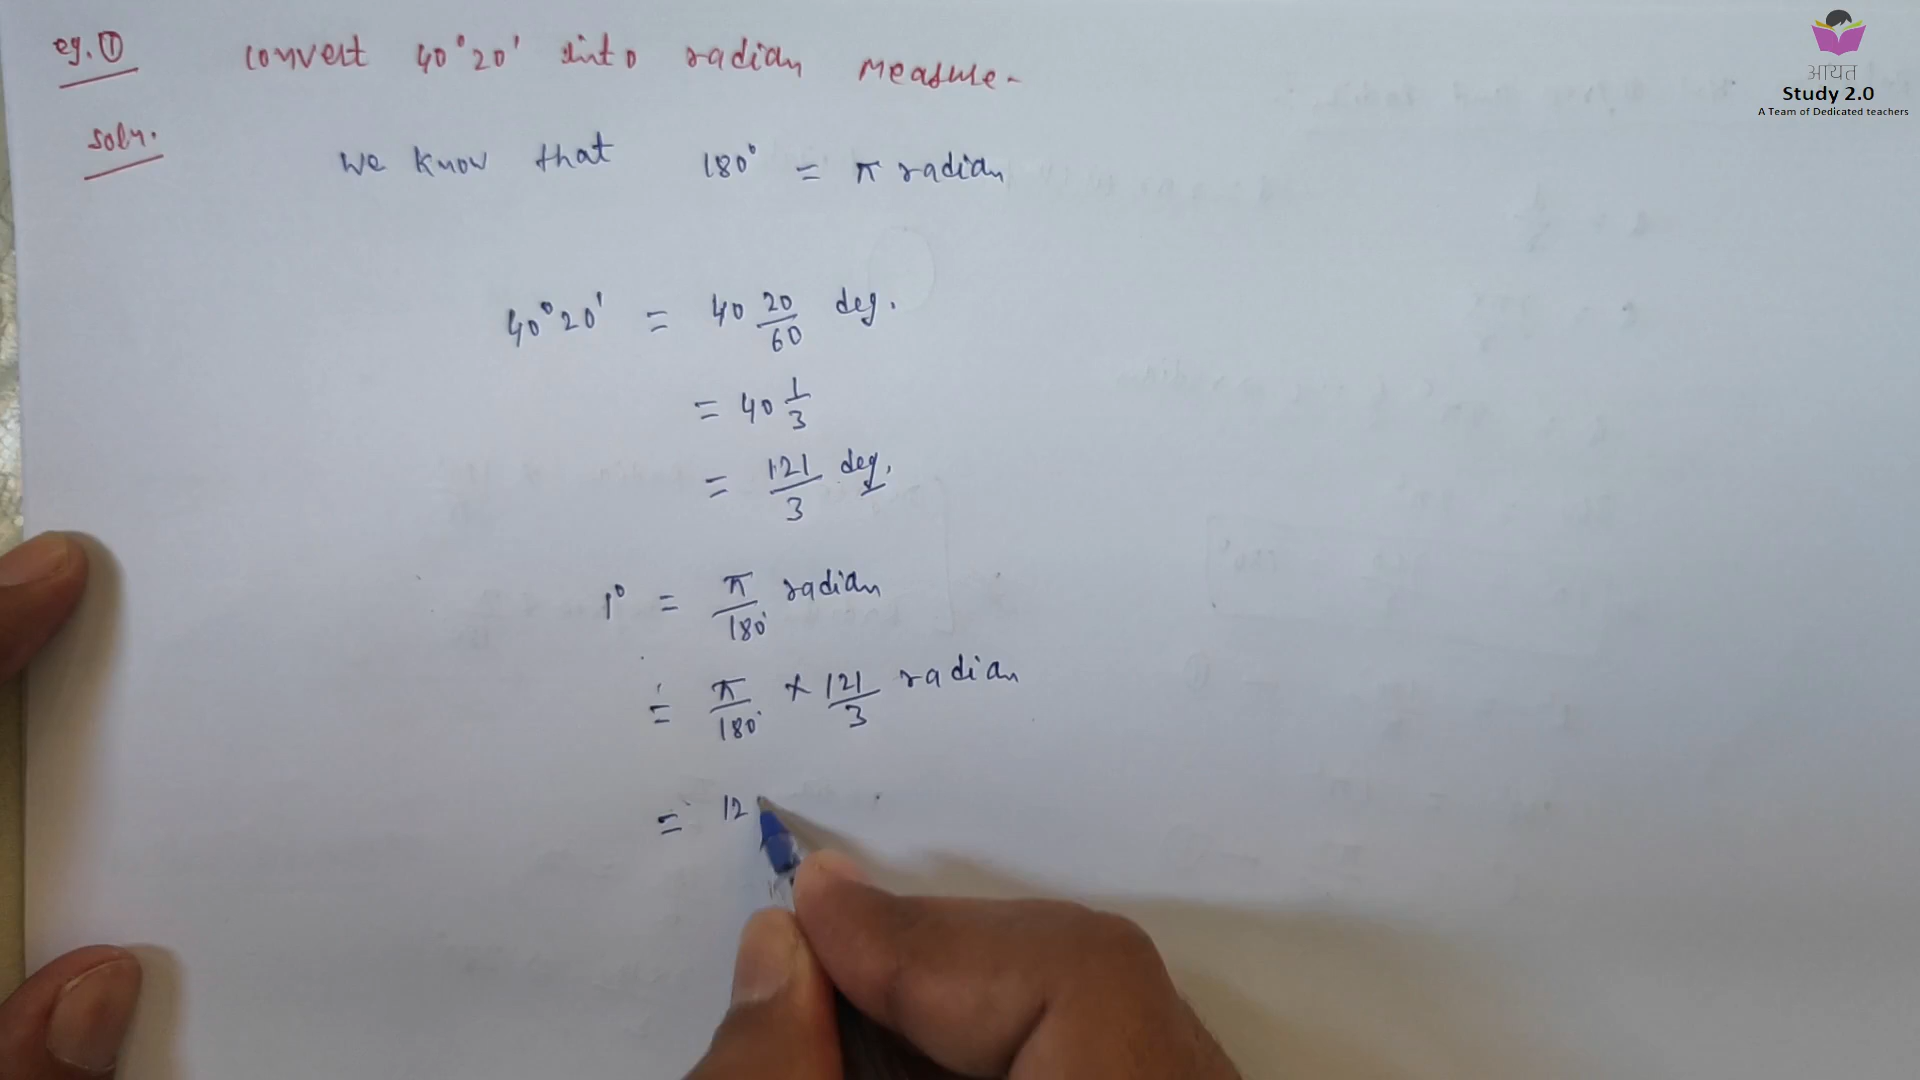 eg. ① convert 40°20' into radian measure-
Soln.
we know that 180° = π radian
40°20' = 40 20/60 deg.
= 40 1/3
= 121/3 deg.
1° = π/180° radian
= π/180° × 121/3 radian
= 12
आयत
Study 2.0
A Team of Dedicated teachers